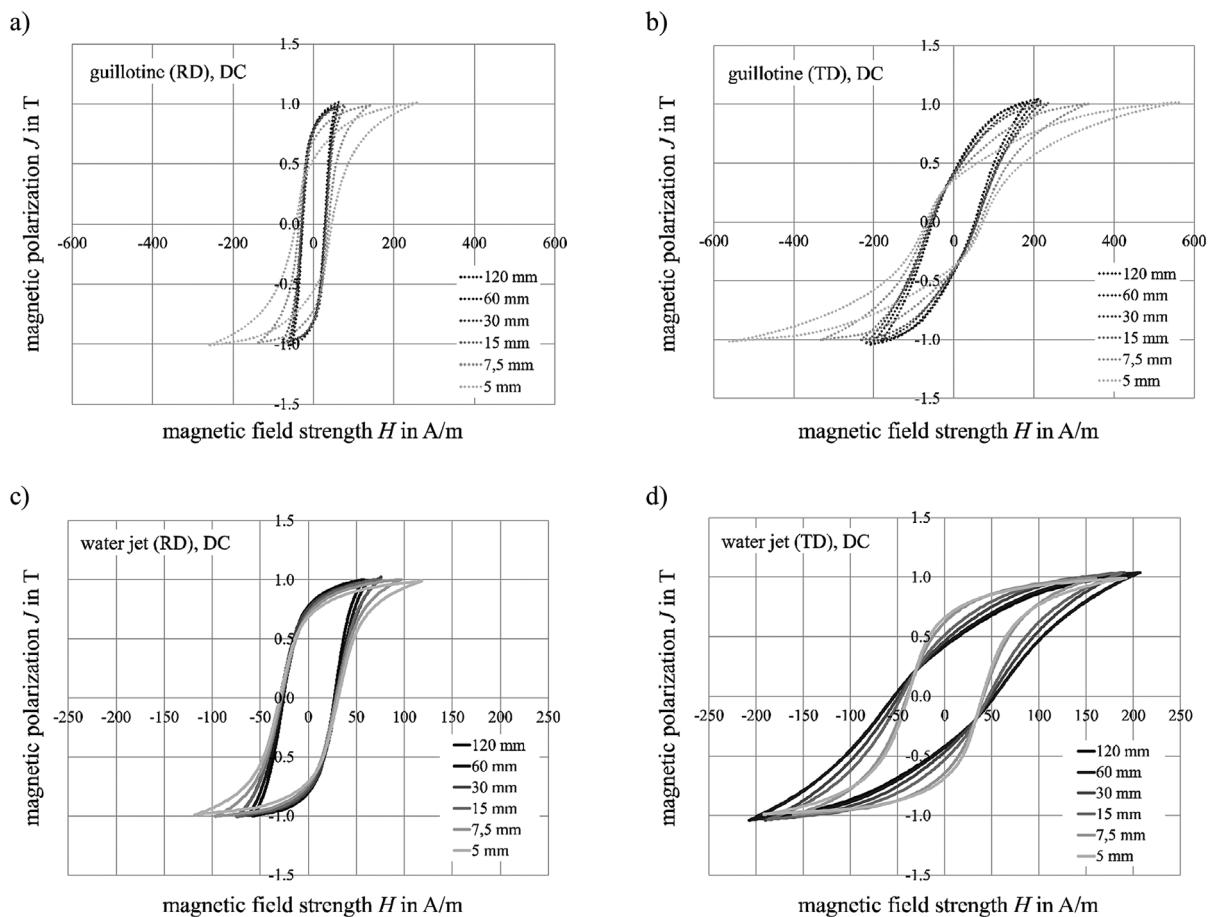 a)
magnetic polarization J in T
guillotine (RD), DC
1.5
1.0
0.5
0.0
-0.5
-1.0
-1.5
-600
-400
-200
0
200
400
600
120 mm
60 mm
30 mm
15 mm
7,5 mm
5 mm
magnetic field strength H in A/m
b)
magnetic polarization J in T
guillotine (TD), DC
1.5
1.0
0.5
0.0
-0.5
-1.0
-1.5
-600
-400
-200
0
200
400
600
120 mm
60 mm
30 mm
15 mm
7,5 mm
5 mm
magnetic field strength H in A/m
c)
magnetic polarization J in T
water jet (RD), DC
1.5
1.0
0.5
0.0
-0.5
-1.0
-1.5
-250
-200
-150
-100
-50
0
50
100
150
200
250
120 mm
60 mm
30 mm
15 mm
7,5 mm
5 mm
magnetic field strength H in A/m
d)
magnetic polarization J in T
water jet (TD), DC
1.5
1.0
0.5
0.0
-0.5
-1.0
-1.5
-250
-200
-150
-100
-50
0
50
100
150
200
250
120 mm
60 mm
30 mm
15 mm
7,5 mm
5 mm
magnetic field strength H in A/m